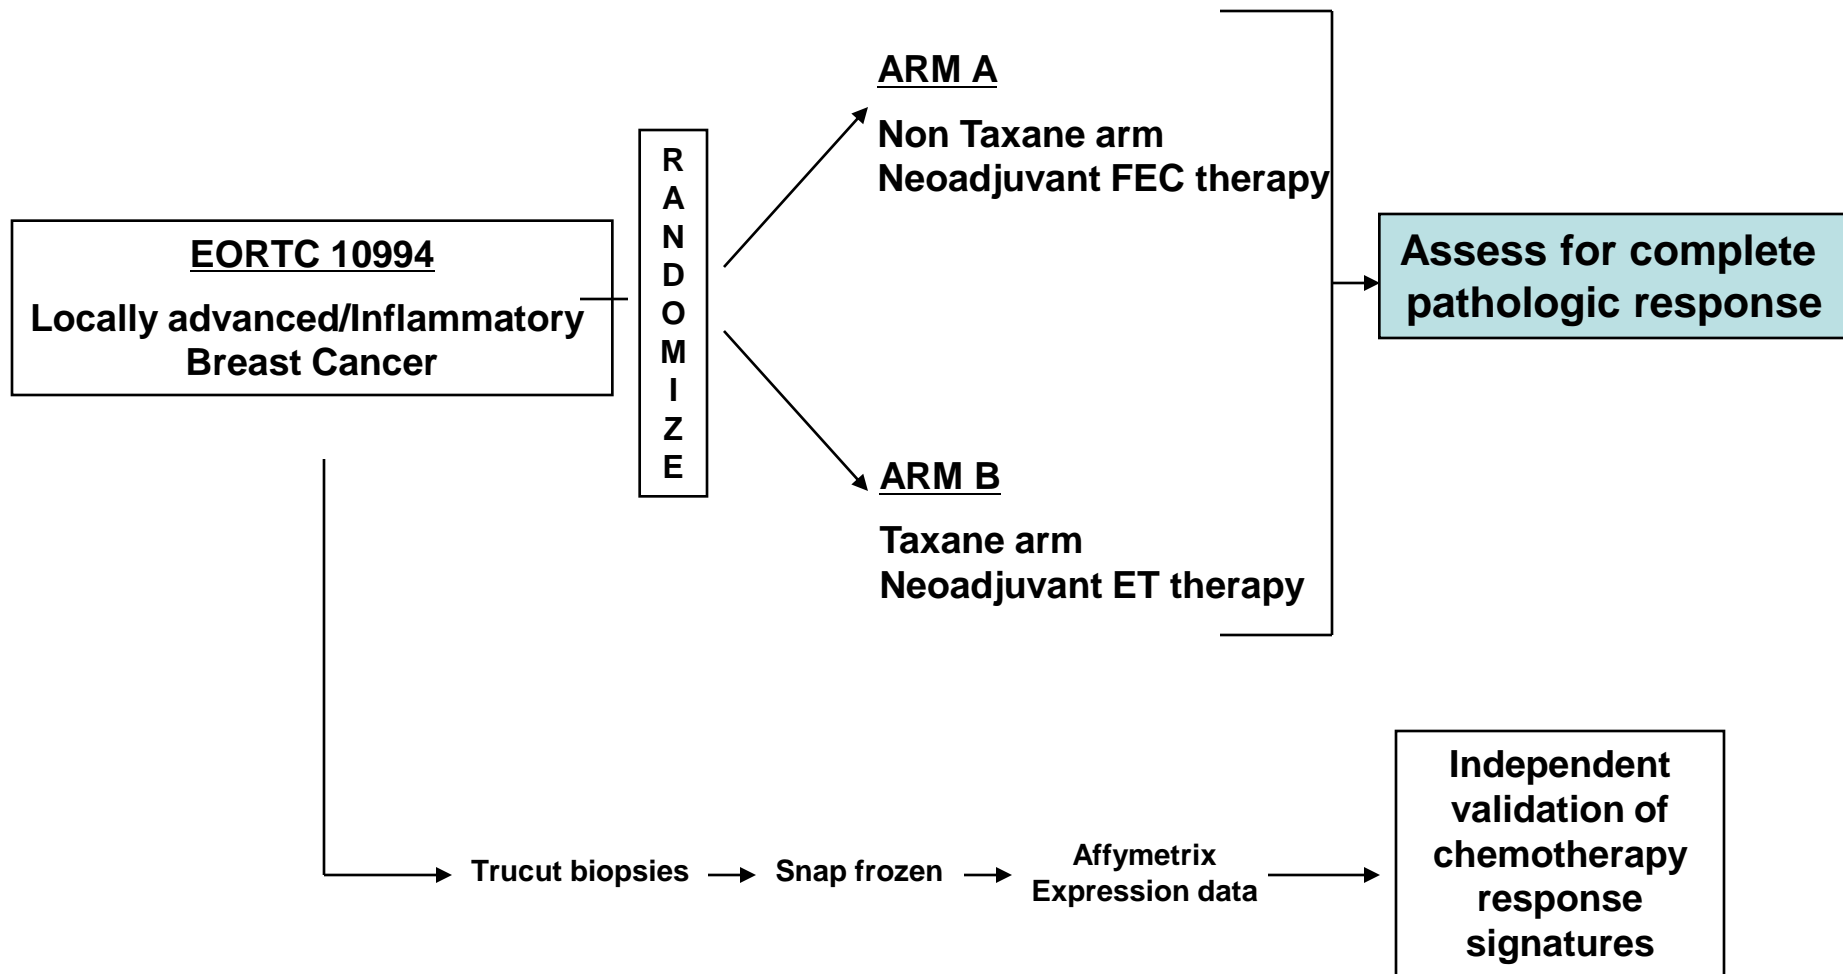 EORTC 10994
Locally advanced/Inflammatory
Breast Cancer
R
A
N
D
O
M
I
Z
E
ARM A
Non Taxane arm
Neoadjuvant FEC therapy
ARM B
Taxane arm
Neoadjuvant ET therapy
Assess for complete
pathologic response
Trucut biopsies
Snap frozen
Affymetrix
Expression data
Independent
validation of
chemotherapy
response
signatures